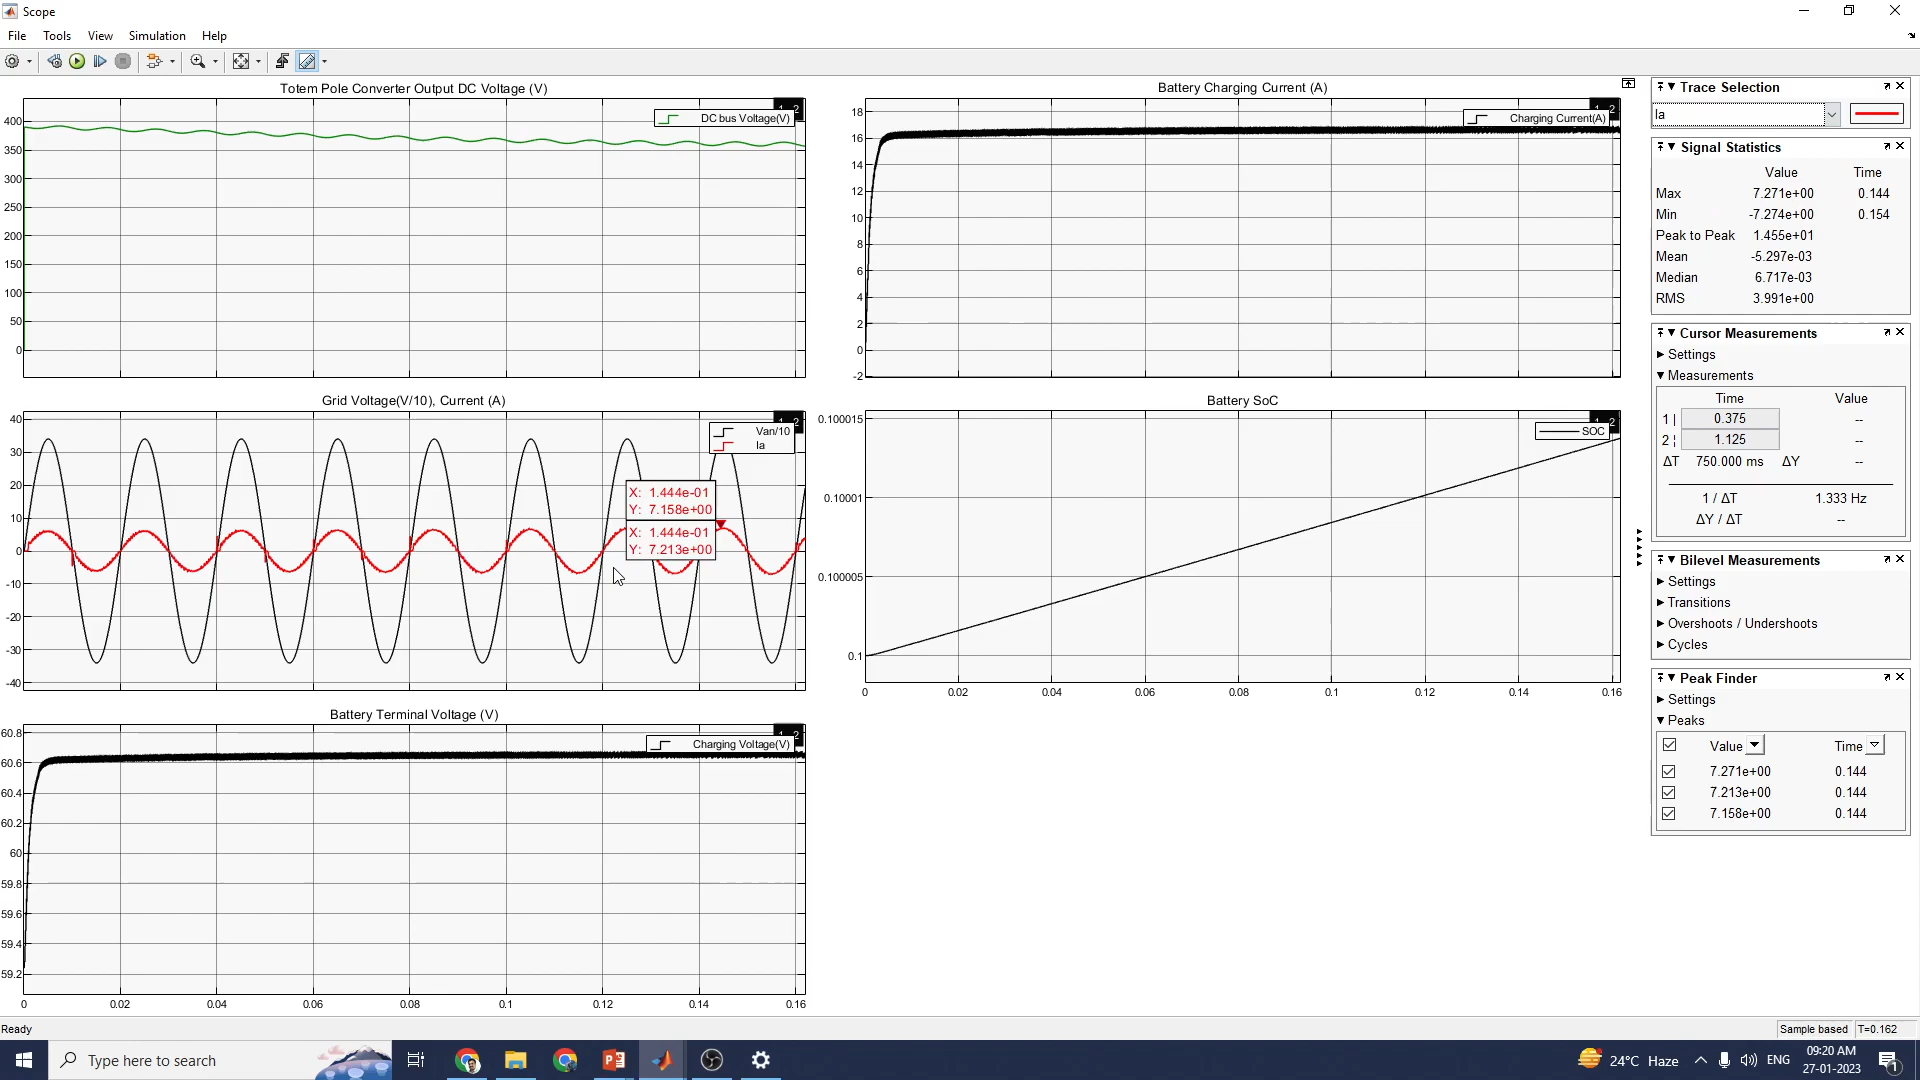 Scope
File Tools View Simulation Help
Totem Pole Converter Output DC Voltage (V)
DC bus Voltage(V)
400
350
300
250
200
150
100
50
0
Grid Voltage(V/10), Current (A)
Van/10
Ia
40
30
20
10
0
-10
-20
-30
-40
X: 1.444e-01
Y: 7.158e+00
X: 1.444e-01
Y: 7.213e+00
Battery Terminal Voltage (V)
Charging Voltage(V)
60.8
60.6
60.4
60.2
60
59.8
59.6
59.4
59.2
0 0.02 0.04 0.06 0.08 0.1 0.12 0.14 0.16
Battery Charging Current (A)
Charging Current(A)
18
16
14
12
10
8
6
4
2
0
-2
Battery SoC
SOC
0.100015
0.10001
0.100005
0.1
0 0.02 0.04 0.06 0.08 0.1 0.12 0.14 0.16
Trace Selection
Ia
Signal Statistics
Value Time
Max 7.271e+00 0.144
Min -7.274e+00 0.154
Peak to Peak 1.455e+01
Mean -5.297e-03
Median 6.717e-03
RMS 3.991e+00
Cursor Measurements
Settings
Measurements
Time Value
1 | 0.375 --
2 ¦ 1.125 --
ΔT 750.000 ms ΔY --
1 / ΔT 1.333 Hz
ΔY / ΔT --
Bilevel Measurements
Settings
Transitions
Overshoots / Undershoots
Cycles
Peak Finder
Settings
Peaks
Value Time
7.271e+00 0.144
7.213e+00 0.144
7.158e+00 0.144
Ready
Sample based T=0.162
Type here to search
24°C Haze
ENG
09:20 AM
27-01-2023
1